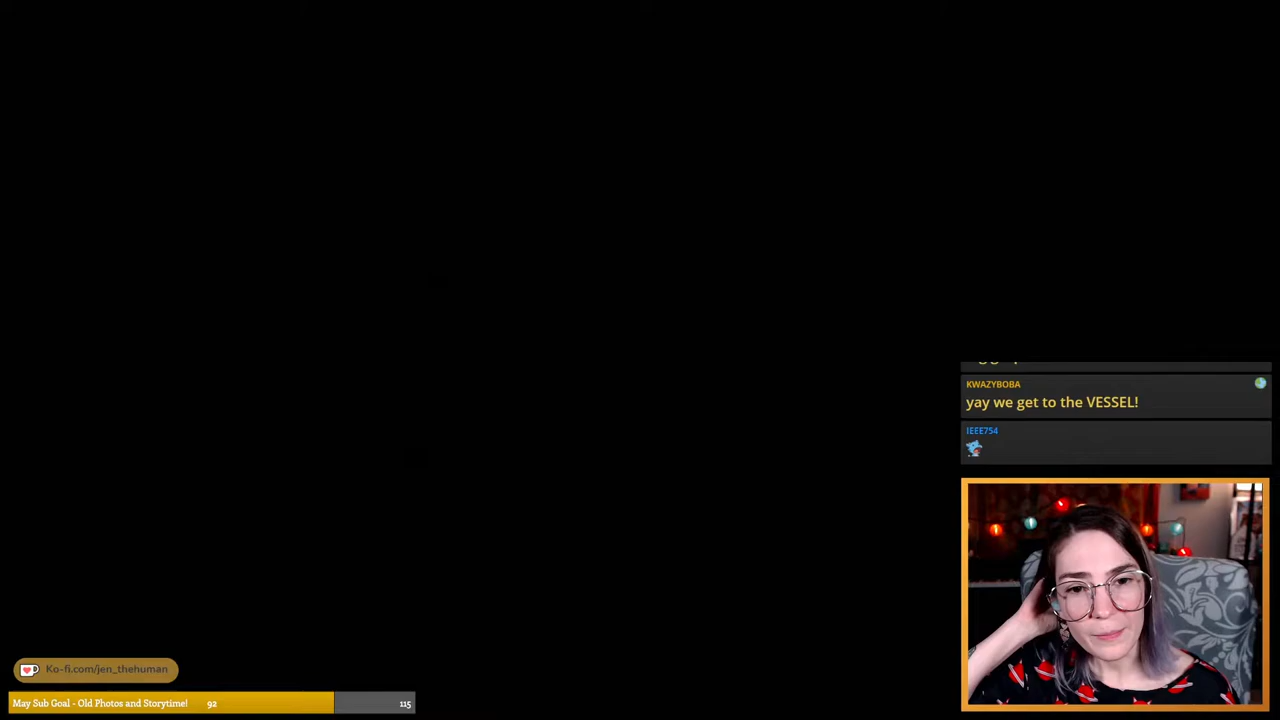 KWAZYBOBA
yay we get to the VESSEL!
IEEE754
Ko-fi.com/jen_thehuman
May Sub Goal - Old Photos and Storytime! 92 115